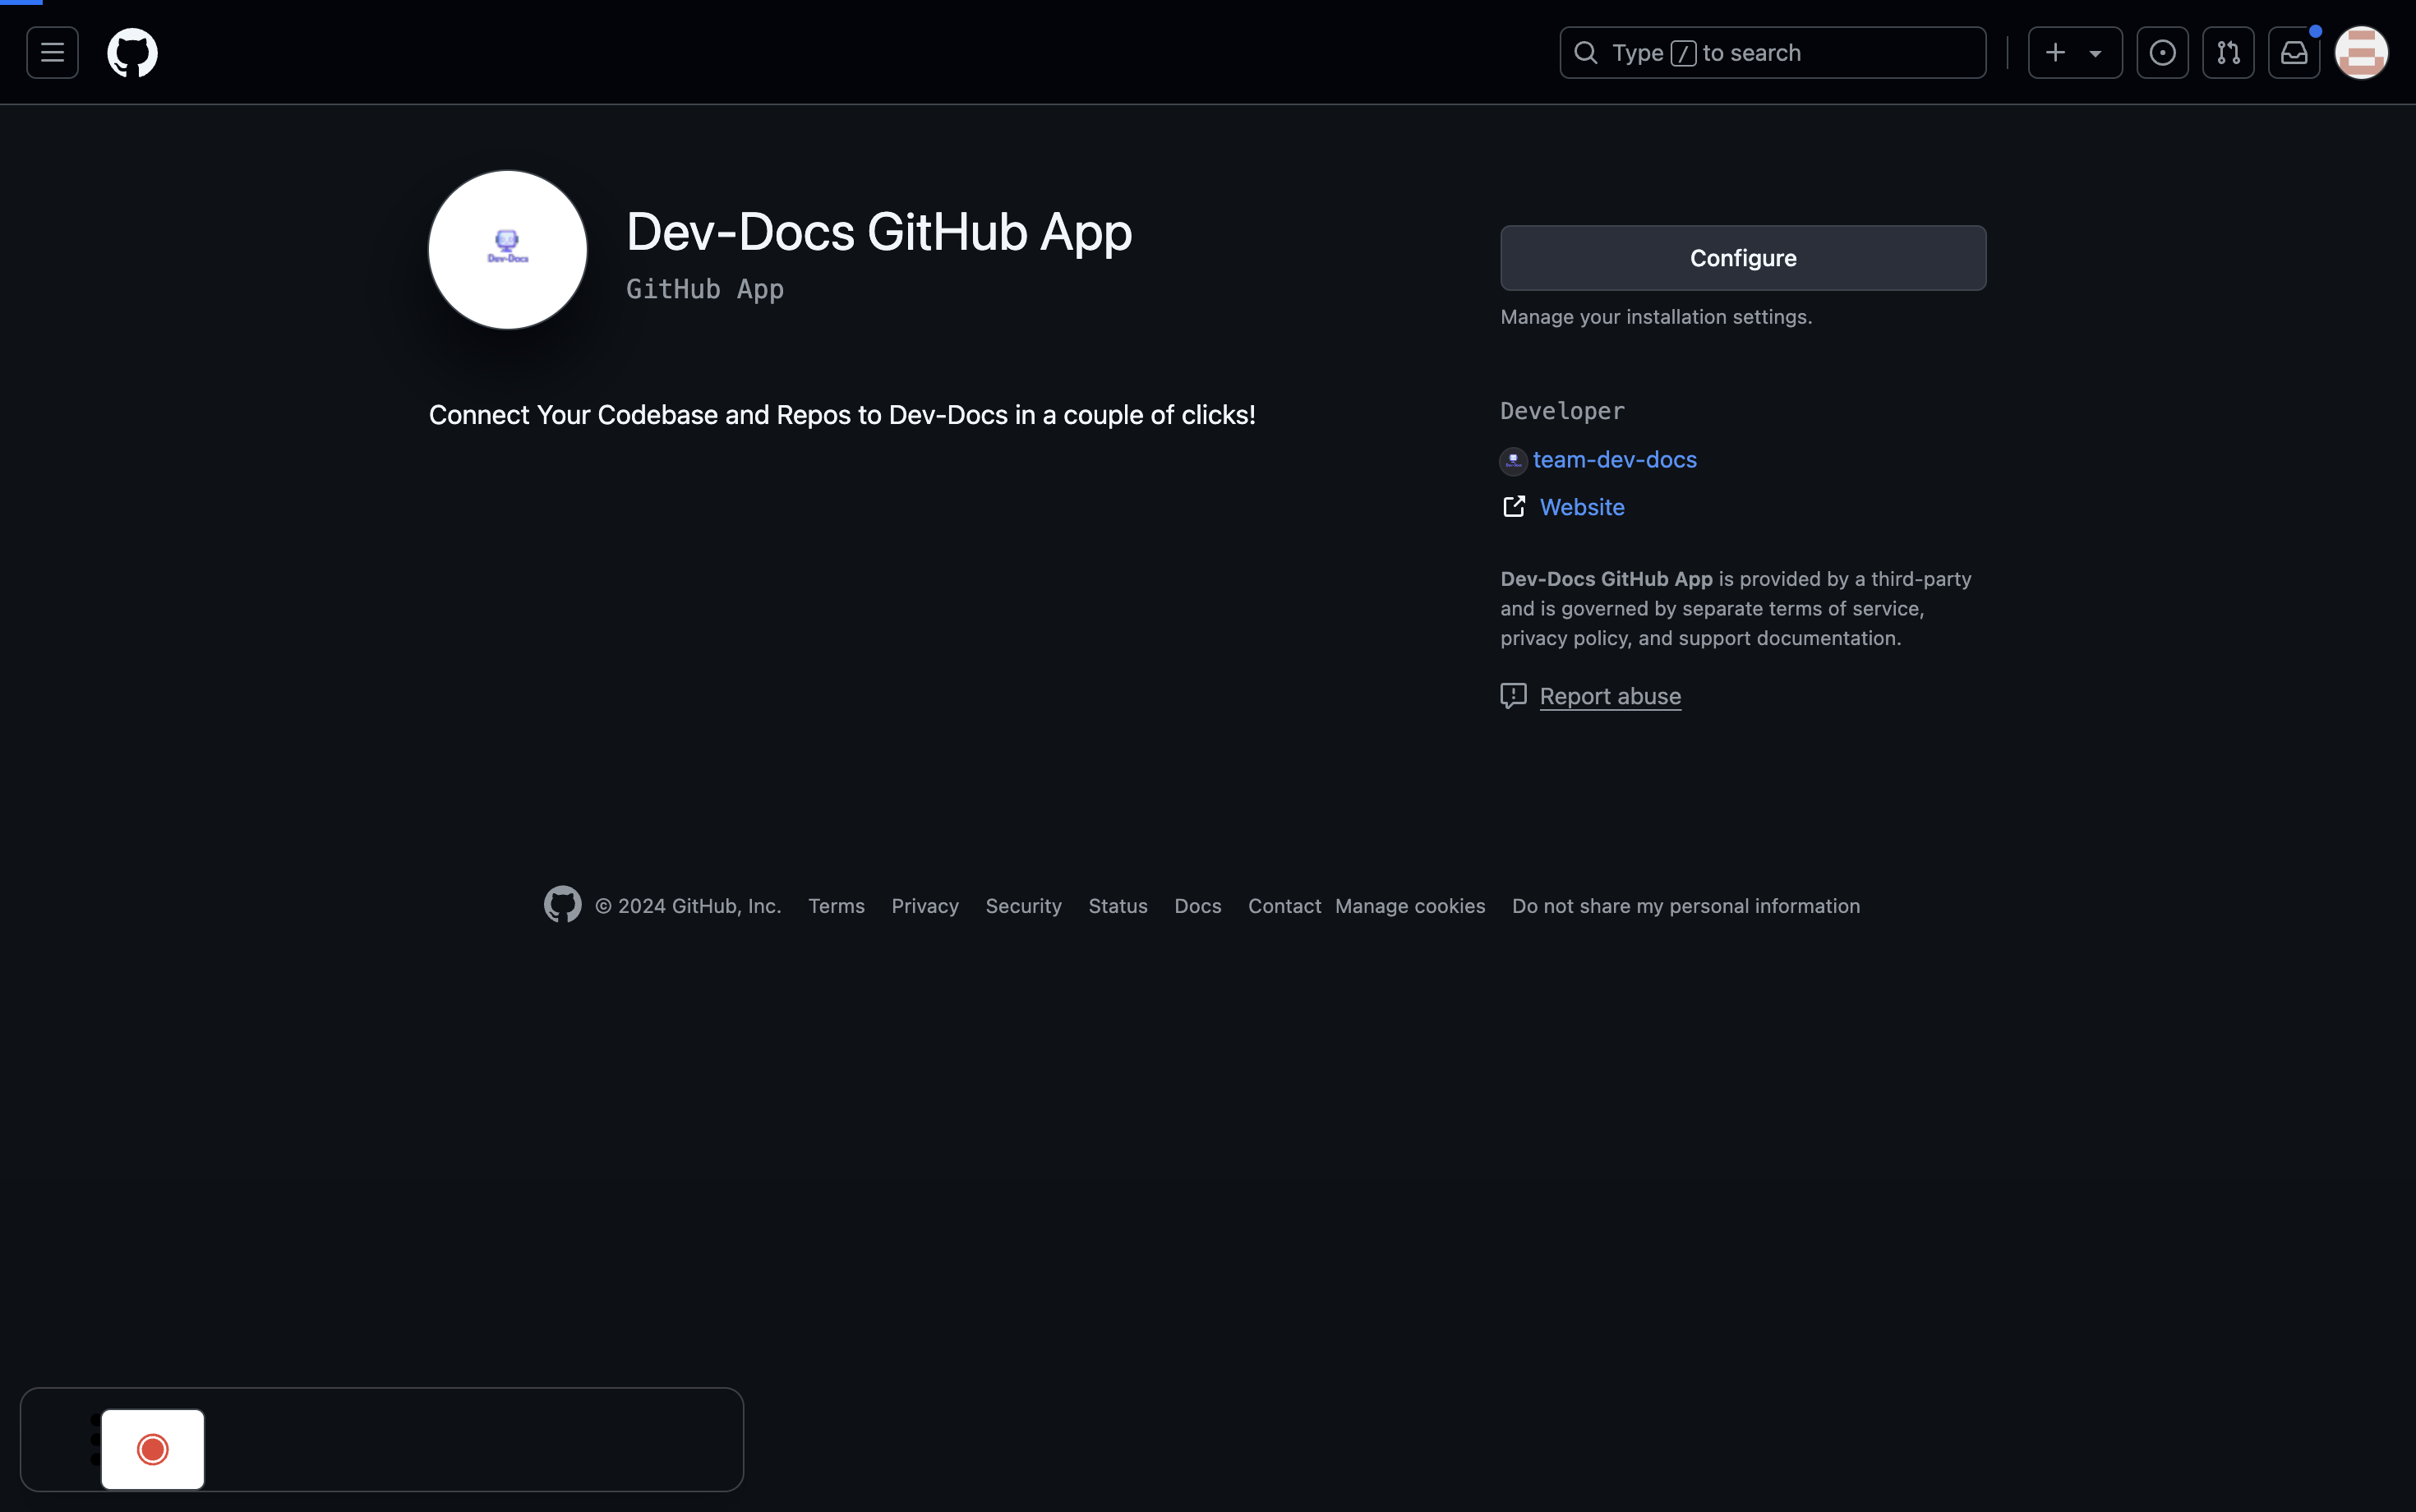 Type / to search
Dev-Docs
Dev-Docs GitHub App
GitHub App
Connect Your Codebase and Repos to Dev-Docs in a couple of clicks!
Configure
Manage your installation settings.
Developer
team-dev-docs
Website
Dev-Docs GitHub App is provided by a third-party
and is governed by separate terms of service,
privacy policy, and support documentation.
Report abuse
© 2024 GitHub, Inc. Terms Privacy Security Status Docs Contact Manage cookies Do not share my personal information